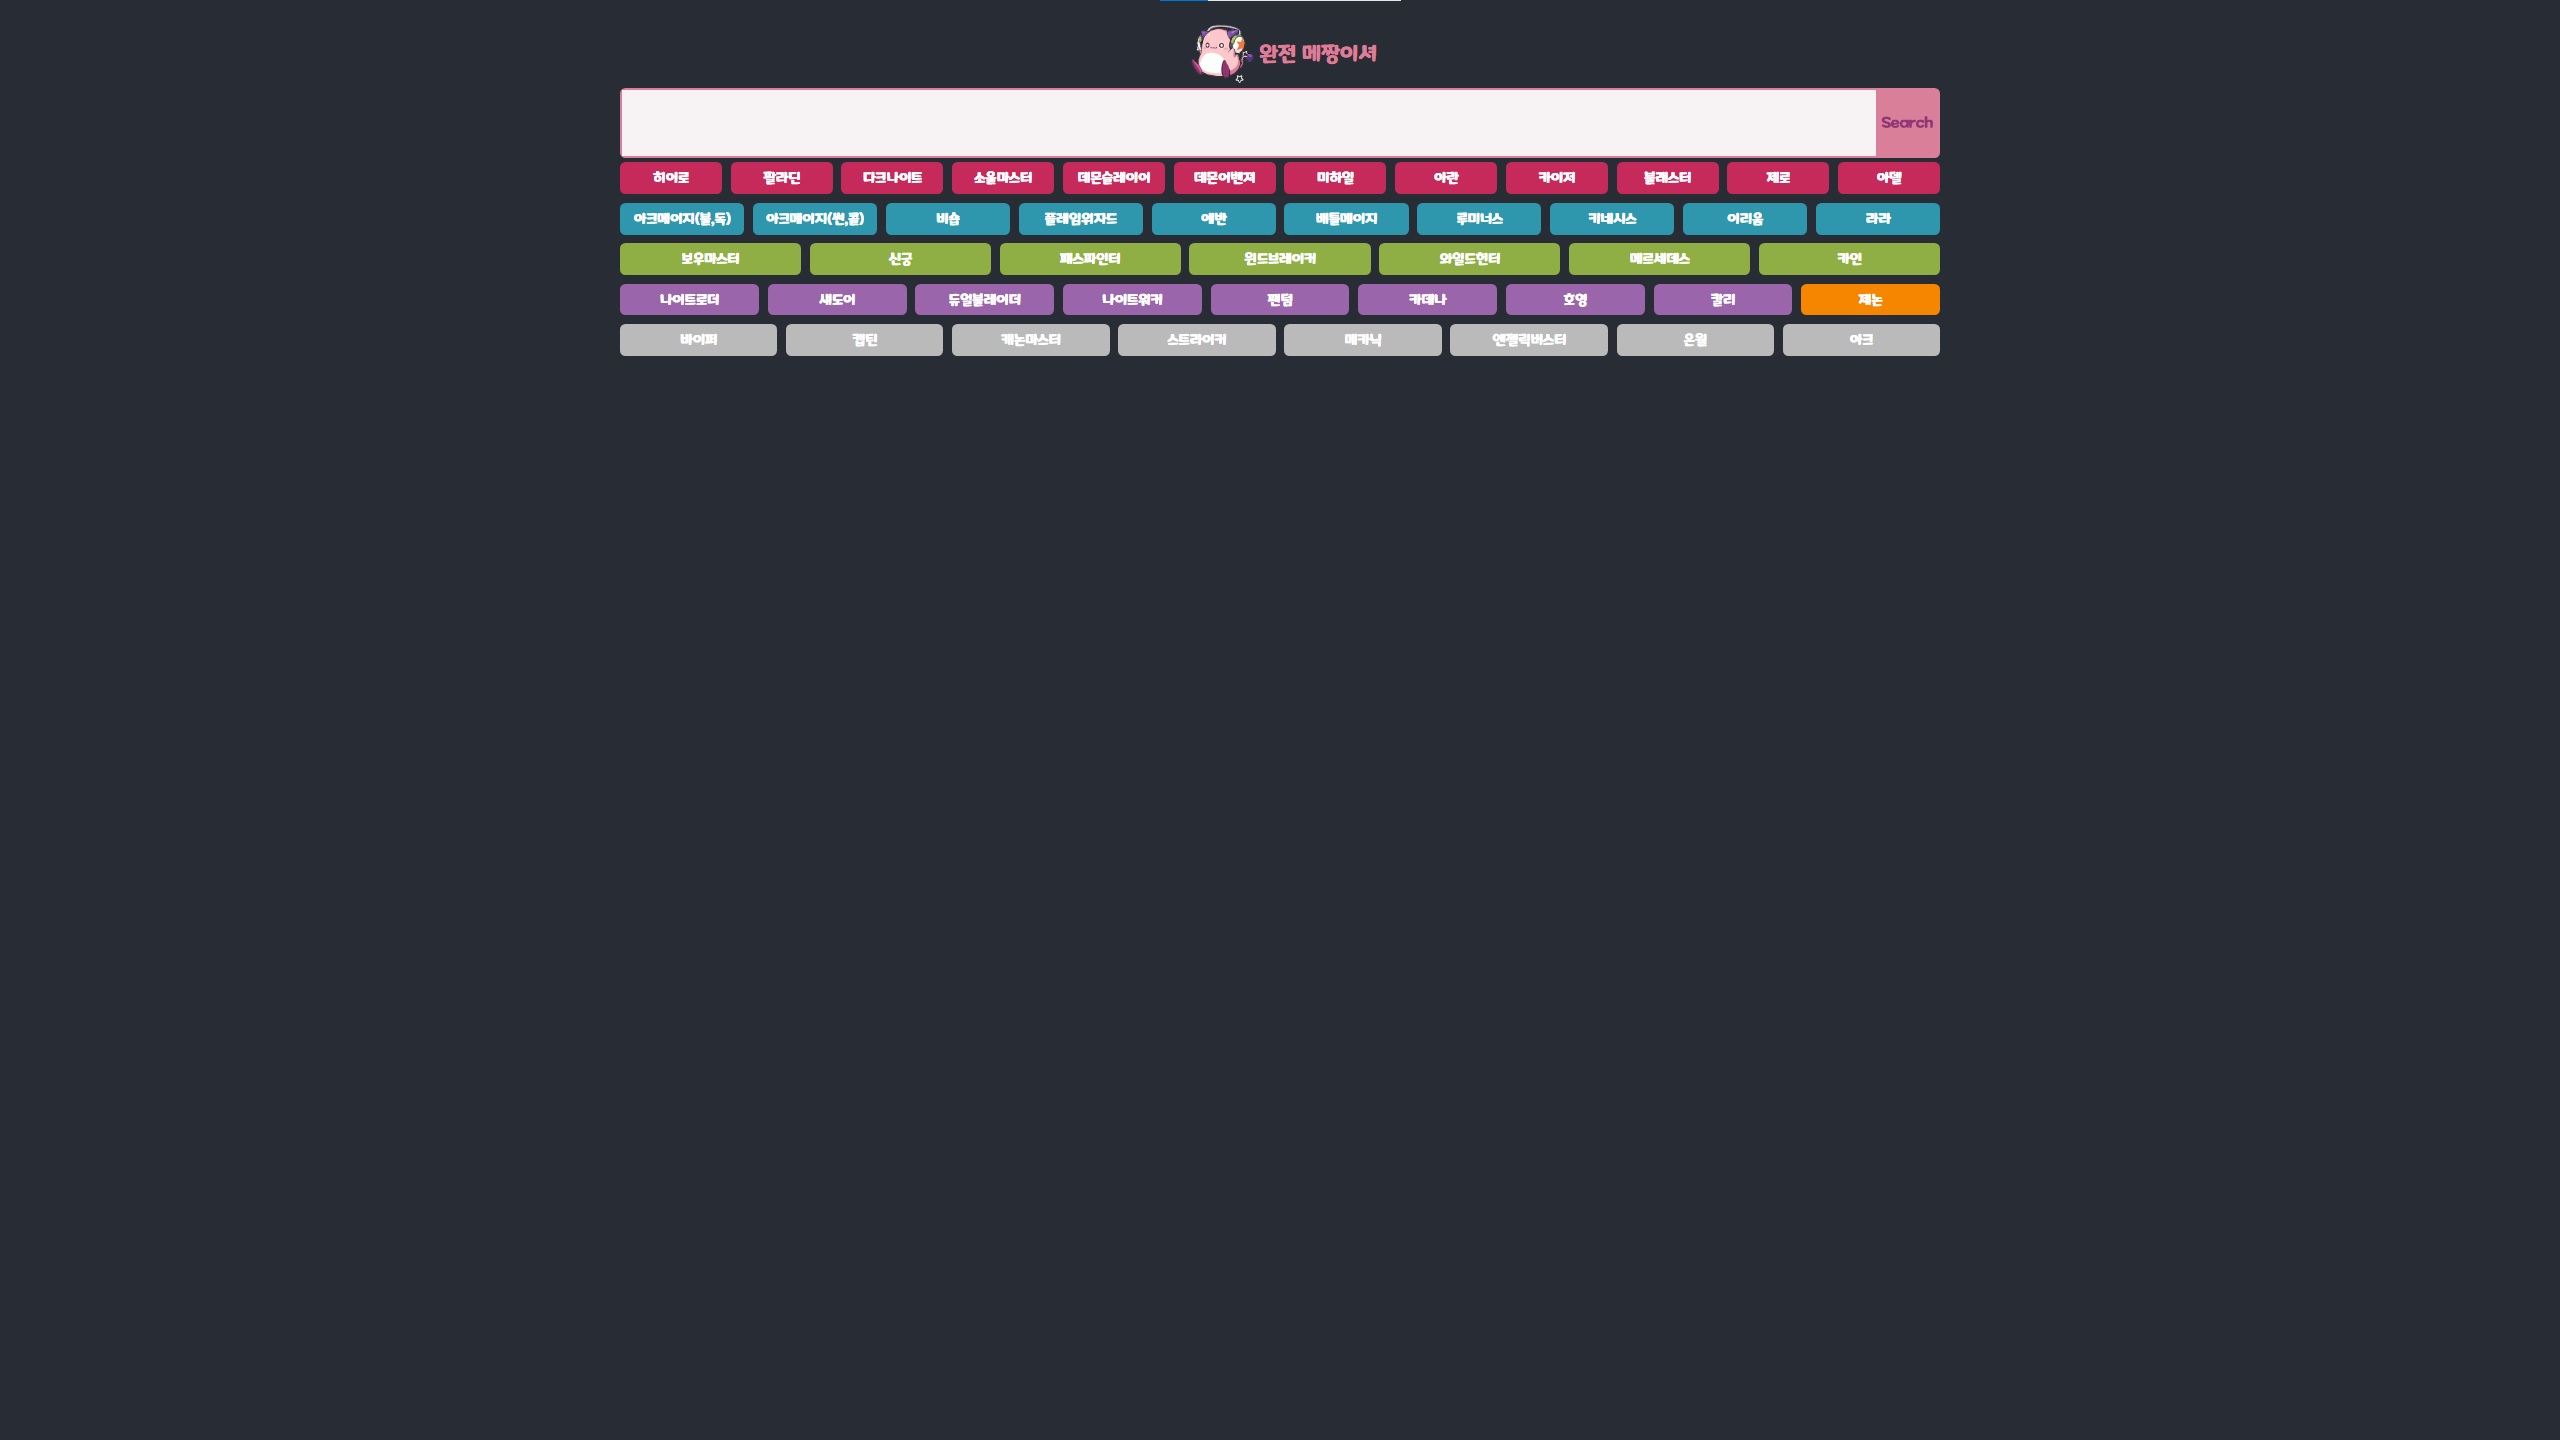 완전 메짱이셔
Search
히어로 팔라딘 다크나이트 소울마스터 데몬슬레이어 데몬어벤져 미하일 아란 카이저 블래스터 제로 아델
아크메이지(불,독) 아크메이지(썬,콜) 비숍 플레임위자드 에반 배틀메이지 루미너스 키네시스 일리움 라라
보우마스터 신궁 패스파인더 윈드브레이커 와일드헌터 메르세데스 카인
나이트로드 섀도어 듀얼블레이더 나이트워커 팬텀 카데나 호영 칼리 제논
바이퍼 캡틴 캐논마스터 스트라이커 메카닉 엔젤릭버스터 은월 아크